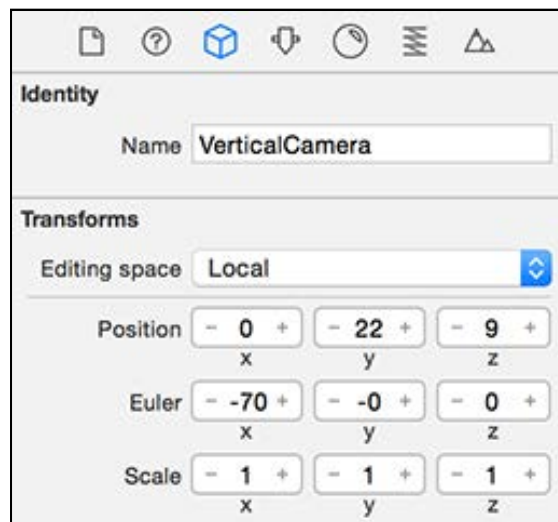 Identity
Name VerticalCamera
Transforms
Editing space Local
Position - 0 + - 22 + - 9 +
x y z
Euler - -70 + - -0 + - 0 +
x y z
Scale - 1 + - 1 + - 1 +
x y z